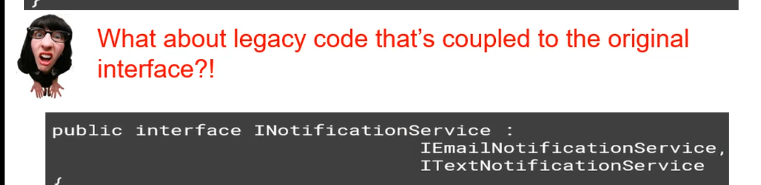 }
What about legacy code that's coupled to the original
interface?!
public interface INotificationService :
IEmailNotificationService,
ITextNotificationService
{